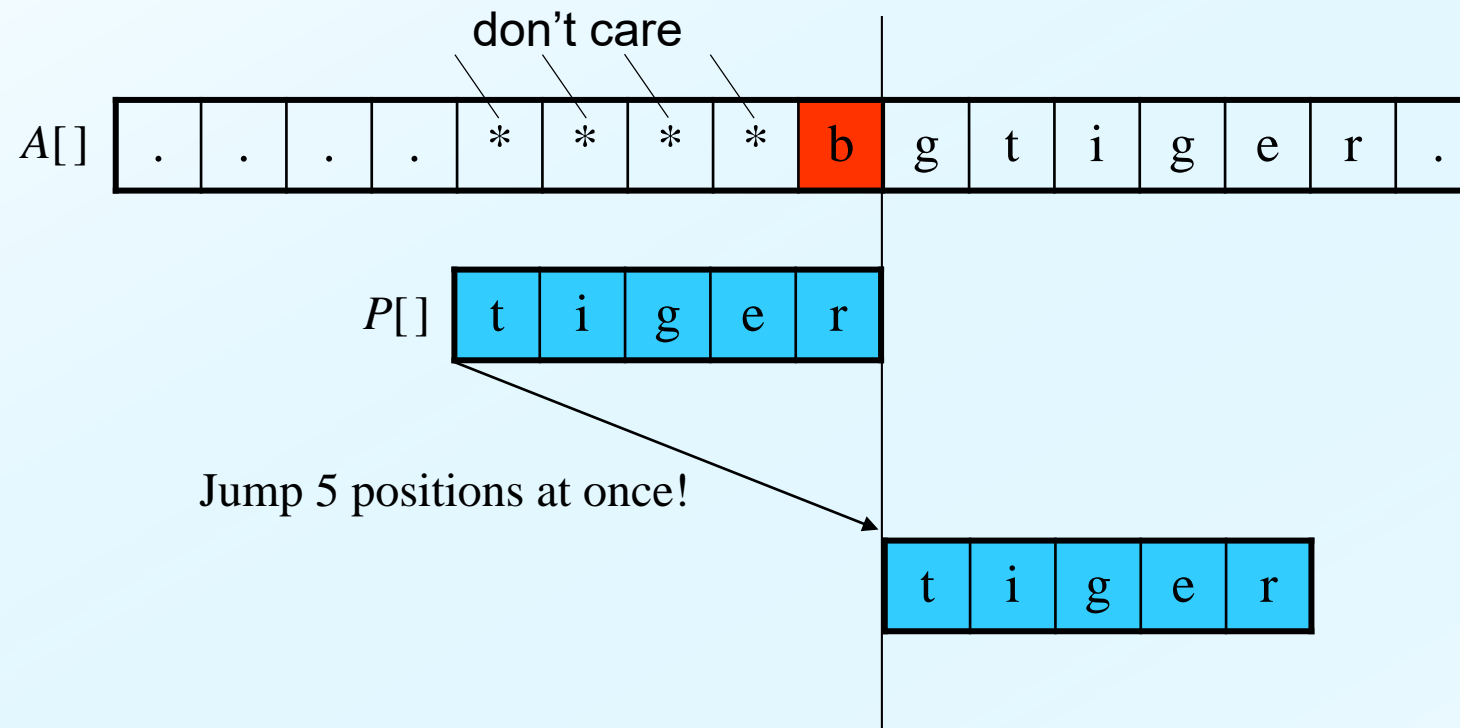 don’t care
A[] . . . . * * * * b g t i g e r .
P[] t i g e r
Jump 5 positions at once!
t i g e r